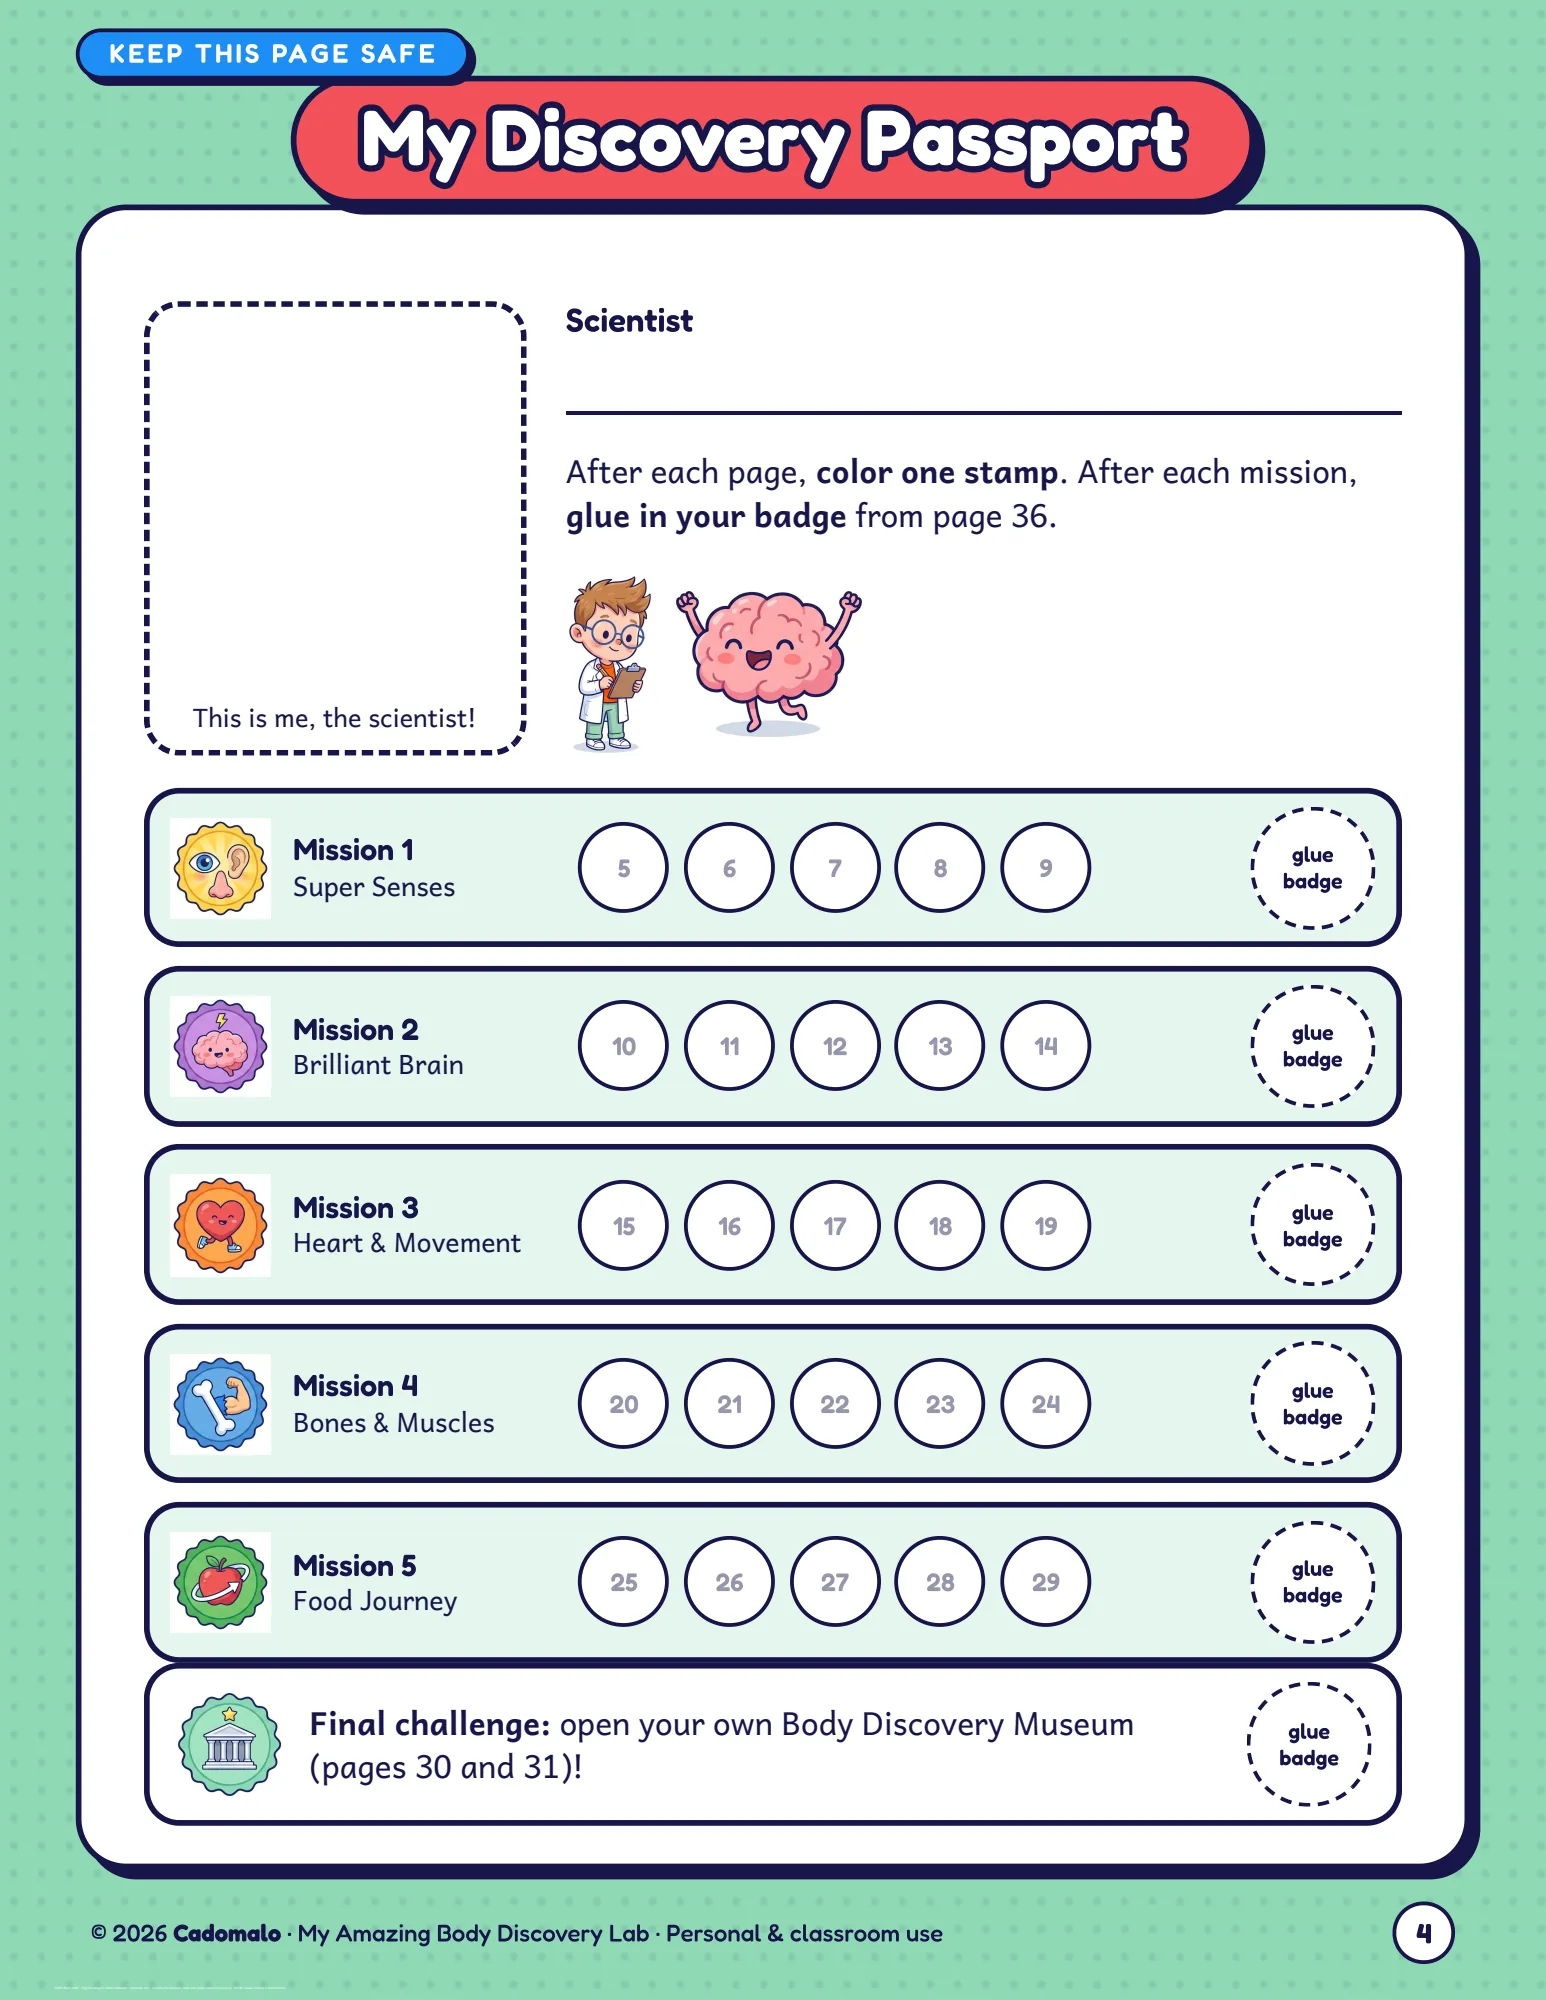 KEEP THIS PAGE SAFE
My Discovery Passport
Scientist
After each page, color one stamp. After each mission,
glue in your badge from page 36.
This is me, the scientist!
Mission 1
Super Senses
5 6 7 8 9
glue
badge
Mission 2
Brilliant Brain
10 11 12 13 14
glue
badge
Mission 3
Heart & Movement
15 16 17 18 19
glue
badge
Mission 4
Bones & Muscles
20 21 22 23 24
glue
badge
Mission 5
Food Journey
25 26 27 28 29
glue
badge
Final challenge: open your own Body Discovery Museum
(pages 30 and 31)!
glue
badge
© 2026 Cadomalo · My Amazing Body Discovery Lab · Personal & classroom use
4